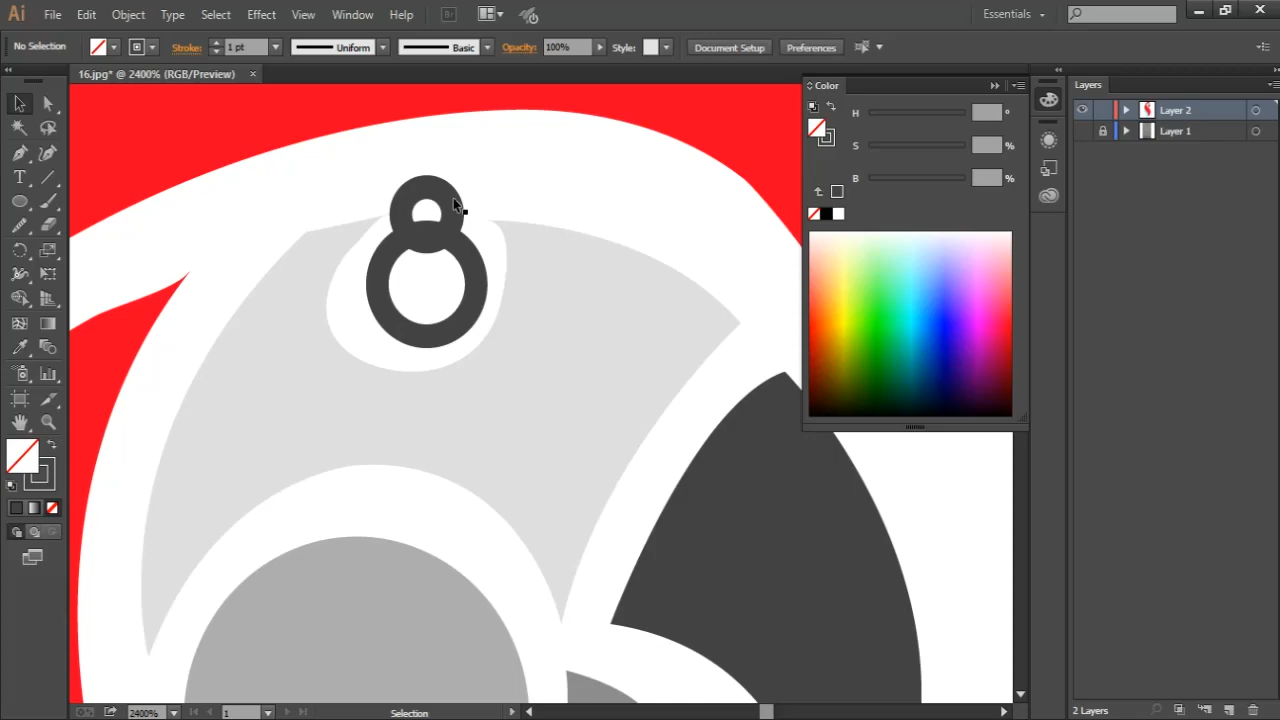 Ai File Edit Object Type Select Effect View Window Help Br Essentials
No Selection Stroke: 1 pt Uniform Basic Opacity: 100% Style: Document Setup Preferences
16.jpg* @ 2400% (RGB/Preview) ×
Color
H °
S %
B %
Layers
Layer 2
Layer 1
T
8
2400% 1 Selection
2 Layers